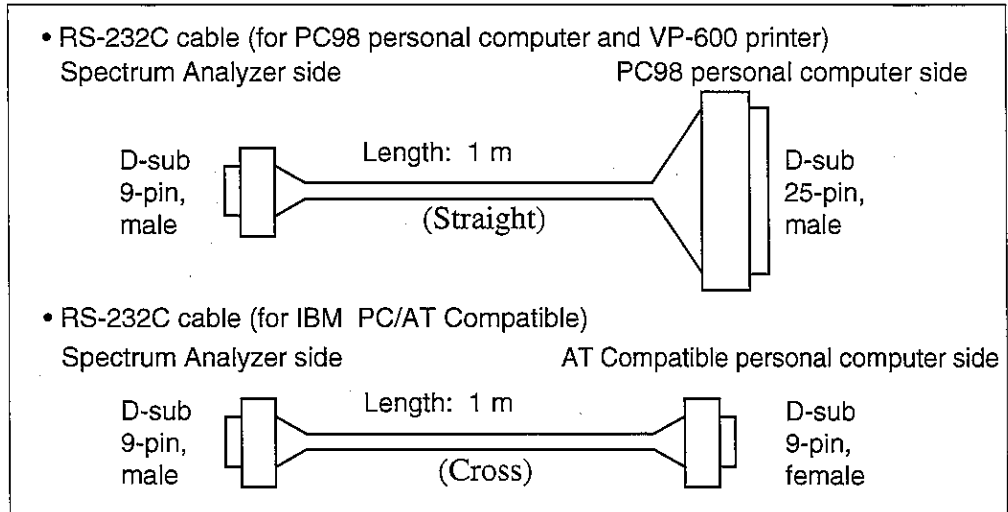 • RS-232C cable (for PC98 personal computer and VP-600 printer)
Spectrum Analyzer side
PC98 personal computer side
D-sub
9-pin,
male
Length: 1 m
(Straight)
D-sub
25-pin,
male
• RS-232C cable (for IBM PC/AT Compatible)
Spectrum Analyzer side
AT Compatible personal computer side
D-sub
9-pin,
male
Length: 1 m
(Cross)
D-sub
9-pin,
female